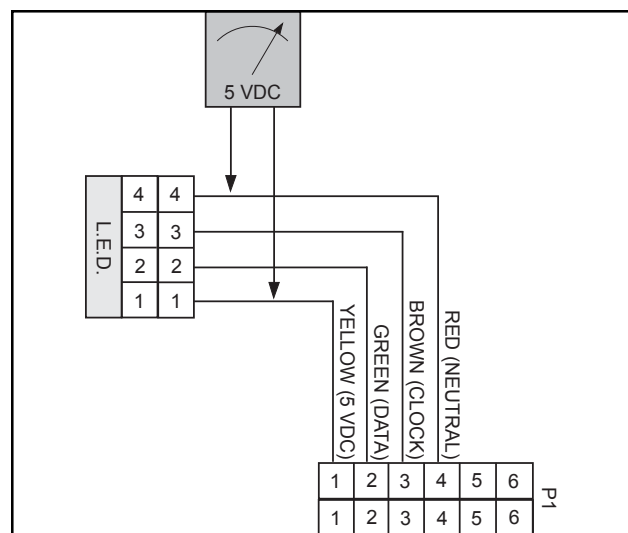 5 VDC
L.E.D.
4 4
3 3
2 2
1 1
YELLOW (5 VDC)
GREEN (DATA)
BROWN (CLOCK)
RED (NEUTRAL)
1 2 3 4 5 6
1 2 3 4 5 6
P1